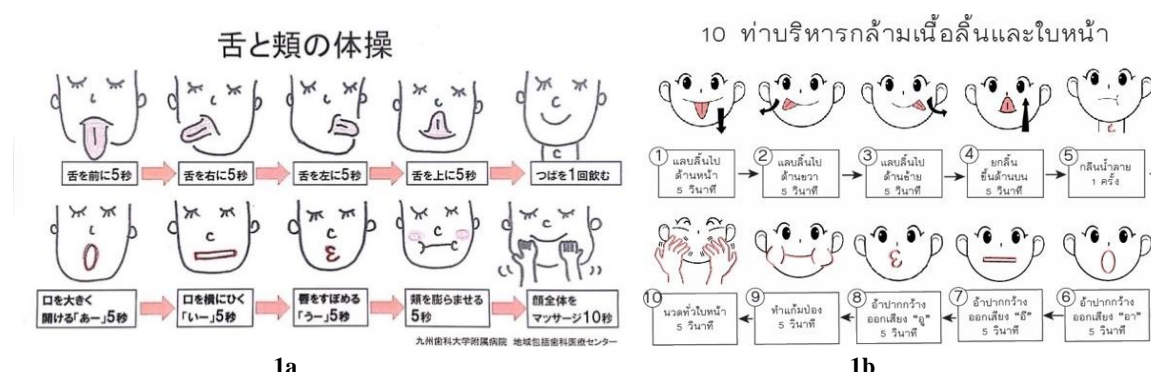 舌と頬の体操
舌を前に5秒
舌を右に5秒
舌を左に5秒
舌を上に5秒
つばを1回飲む
口を大きく
開ける「あー」5秒
口を横にひく
「いー」5秒
唇をすぼめる
「うー」5秒
頬を膨らませる
5秒
顔全体を
マッサージ10秒
九州歯科大学附属病院 地域包括歯科医療センター
1a
10 ท่าบริหารกล้ามเนื้อลิ้นและใบหน้า
1 แลบลิ้นไป
ด้านหน้า
5 วินาที
2 แลบลิ้นไป
ด้านขวา
5 วินาที
3 แลบลิ้นไป
ด้านซ้าย
5 วินาที
4 ยกลิ้น
ขึ้นด้านบน
5 วินาที
5 กลืนน้ำลาย
1 ครั้ง
10 นวดทั่วใบหน้า
5 วินาที
9 ทำแก้มป่อง
5 วินาที
8 อ้าปากกว้าง
ออกเสียง "อู"
5 วินาที
7 อ้าปากกว้าง
ออกเสียง "อี"
5 วินาที
6 อ้าปากกว้าง
ออกเสียง "อา"
5 วินาที
1b